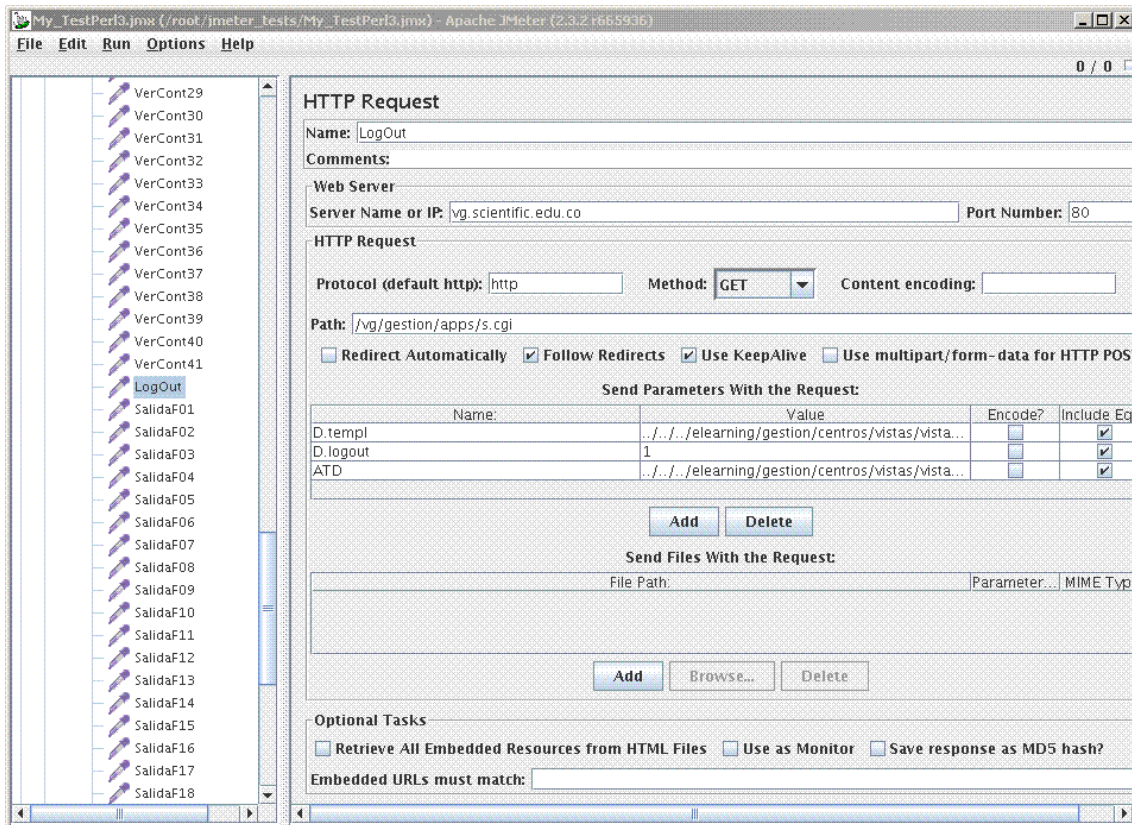 My_TestPerl3.jmx (/root/jmeter_tests/My_TestPerl3.jmx) - Apache JMeter (2.3.2 r665936)
File Edit Run Options Help
0 / 0
VerCont29
VerCont30
VerCont31
VerCont32
VerCont33
VerCont34
VerCont35
VerCont36
VerCont37
VerCont38
VerCont39
VerCont40
VerCont41
LogOut
SalidaF01
SalidaF02
SalidaF03
SalidaF04
SalidaF05
SalidaF06
SalidaF07
SalidaF08
SalidaF09
SalidaF10
SalidaF11
SalidaF12
SalidaF13
SalidaF14
SalidaF15
SalidaF16
SalidaF17
SalidaF18
HTTP Request
Name: LogOut
Comments:
Web Server
Server Name or IP: vg.scientific.edu.co Port Number: 80
HTTP Request
Protocol (default http): http Method: GET Content encoding:
Path: /vg/gestion/apps/s.cgi
Redirect Automatically Follow Redirects Use KeepAlive Use multipart/form-data for HTTP POS
Send Parameters With the Request:
Name: Value Encode? Include Eq
D.templ ../../../elearning/gestion/centros/vistas/vista...
D.logout 1
ATD ../../../elearning/gestion/centros/vistas/vista...
Add Delete
Send Files With the Request:
File Path: Parameter... MIME Typ
Add Browse... Delete
Optional Tasks
Retrieve All Embedded Resources from HTML Files Use as Monitor Save response as MD5 hash?
Embedded URLs must match: